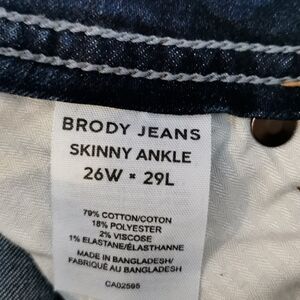 BRODY JEANS
SKINNY ANKLE
26W × 29L
79% COTTON/COTON
18% POLYESTER
2% VISCOSE
1% ELASTANE/ÉLASTHANNE
MADE IN BANGLADESH/
FABRIQUÉ AU BANGLADESH
CA02595